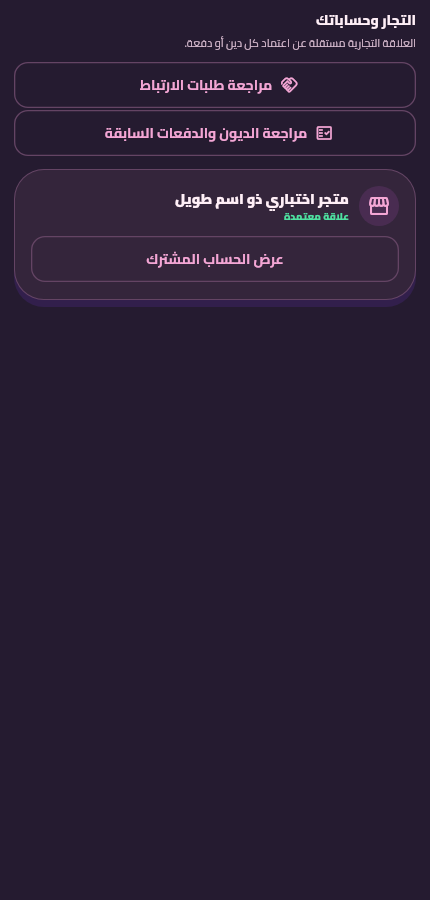 التجار وحساباتك
العلاقة التجارية مستقلة عن اعتماد كل دين أو دفعة.
مراجعة طلبات الارتباط
مراجعة الديون والدفعات السابقة
متجر اختباري ذو اسم طويل
علاقة معتمدة
عرض الحساب المشترك